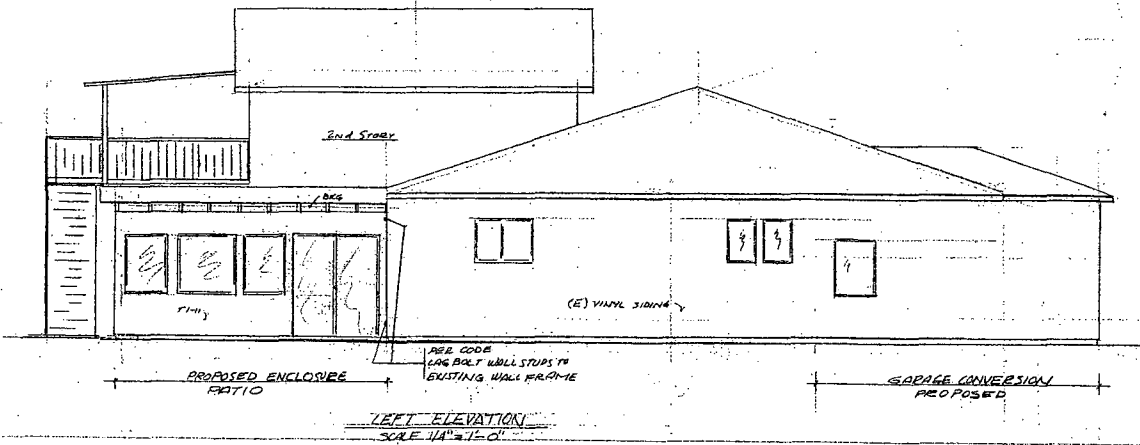 2nd STORY
BKG
T1-11
(E) VINYL SIDING
PER CODE
LAG BOLT WALL STUDS TO
EXISTING WALL FRAME
PROPOSED ENCLOSURE
PATIO
GARAGE CONVERSION
PROPOSED
LEFT ELEVATION
SCALE 1/4" = 1'-0"